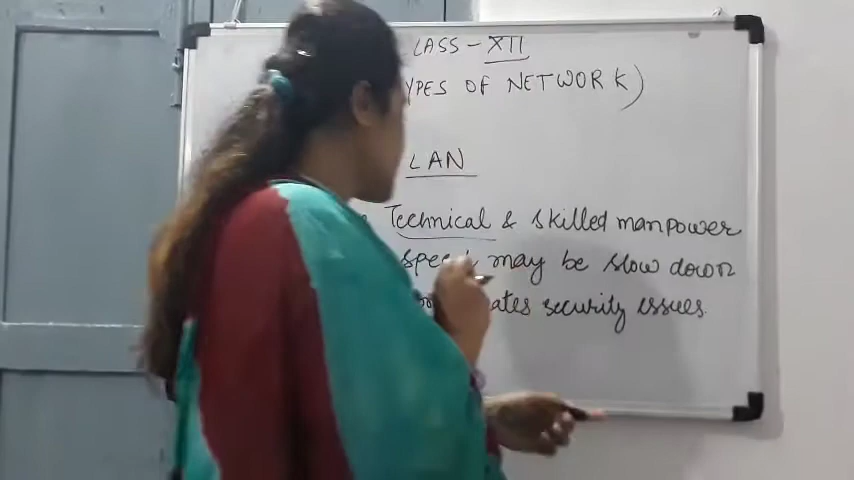 LASS - XII
YPES OF NETWORK)
LAN
Technical & skilled manpower
may be slow down
ates security issues.